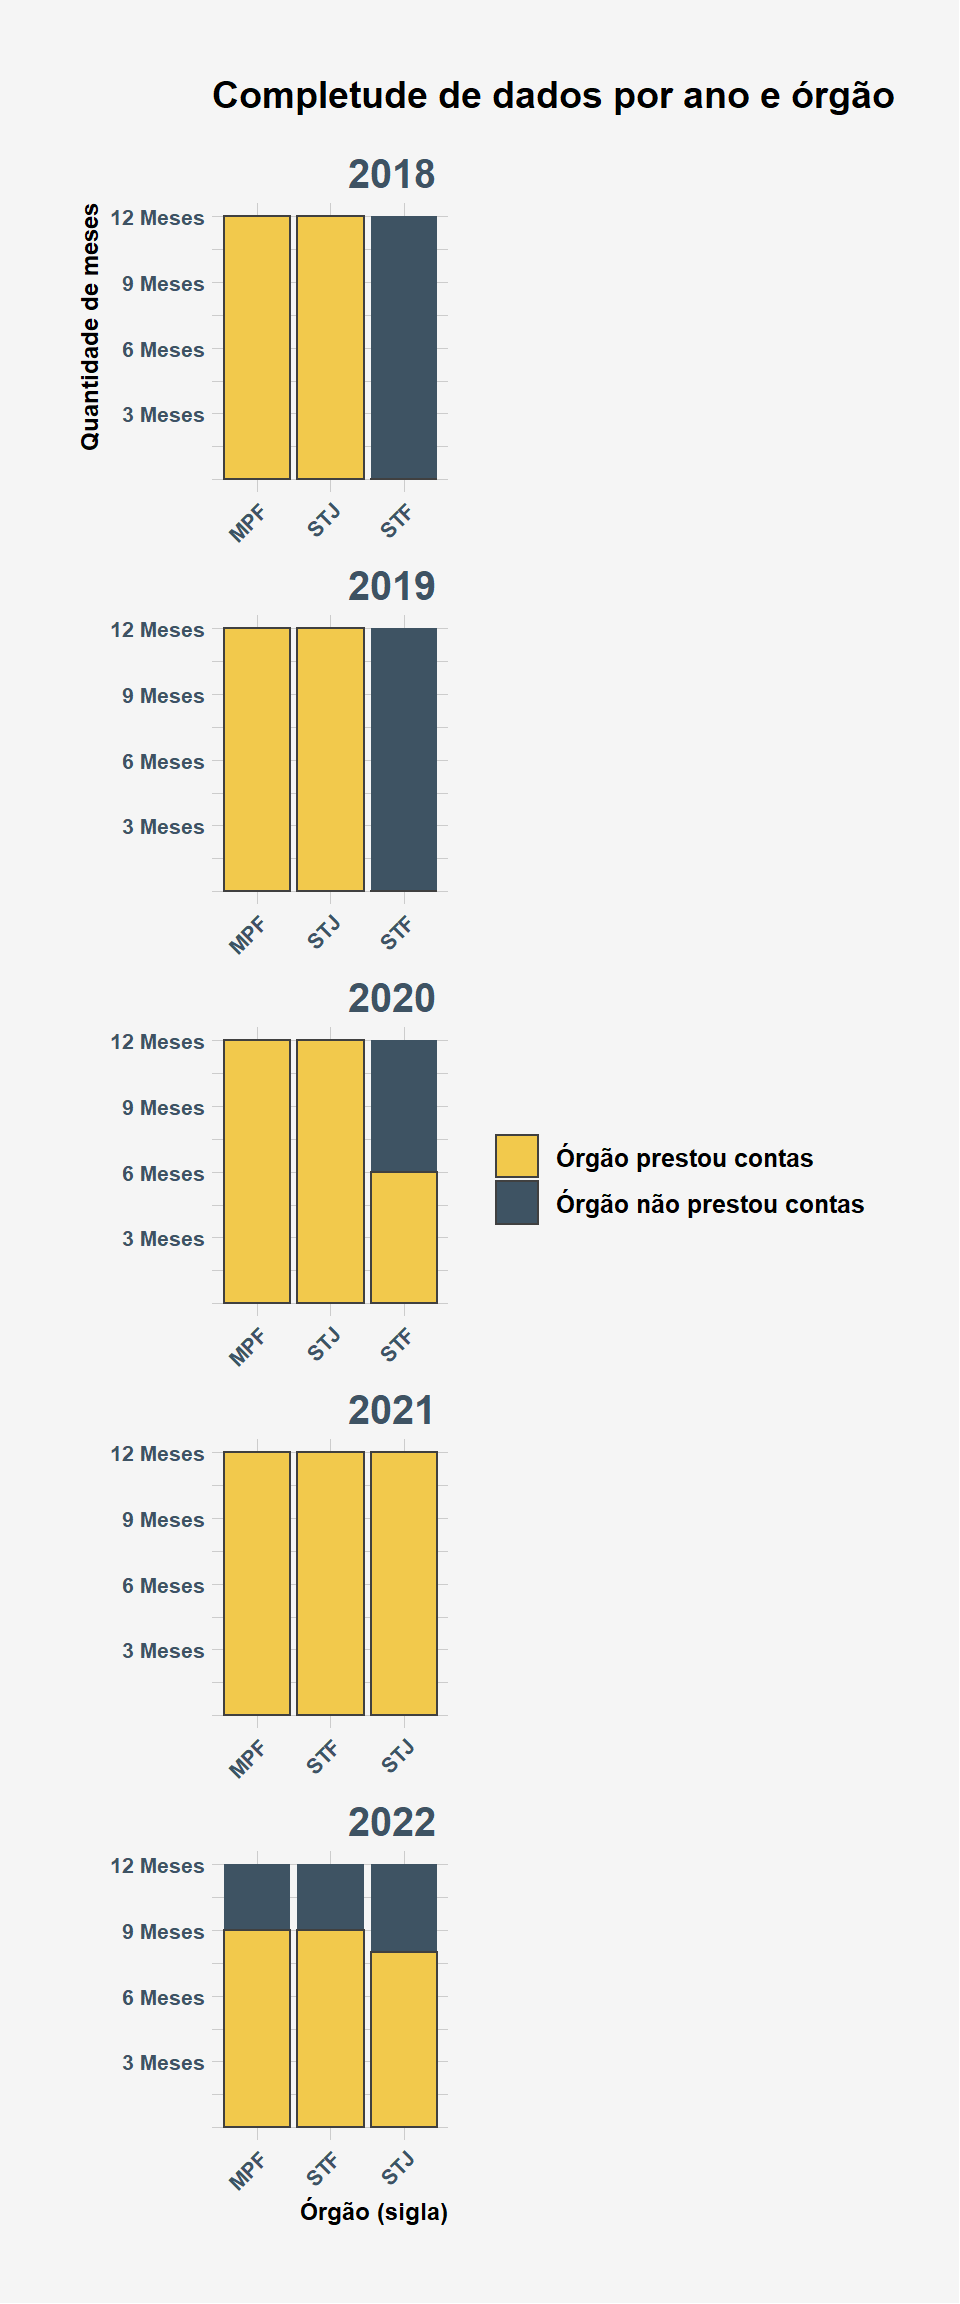 Completude de dados por ano e órgão
2018
Quantidade de meses
12 Meses
9 Meses
6 Meses
3 Meses
MPF STJ STF
2019
12 Meses
9 Meses
6 Meses
3 Meses
MPF STJ STF
2020
12 Meses
9 Meses
6 Meses
3 Meses
MPF STJ STF
Órgão prestou contas
Órgão não prestou contas
2021
12 Meses
9 Meses
6 Meses
3 Meses
MPF STF STJ
2022
12 Meses
9 Meses
6 Meses
3 Meses
MPF STF STJ
Órgão (sigla)